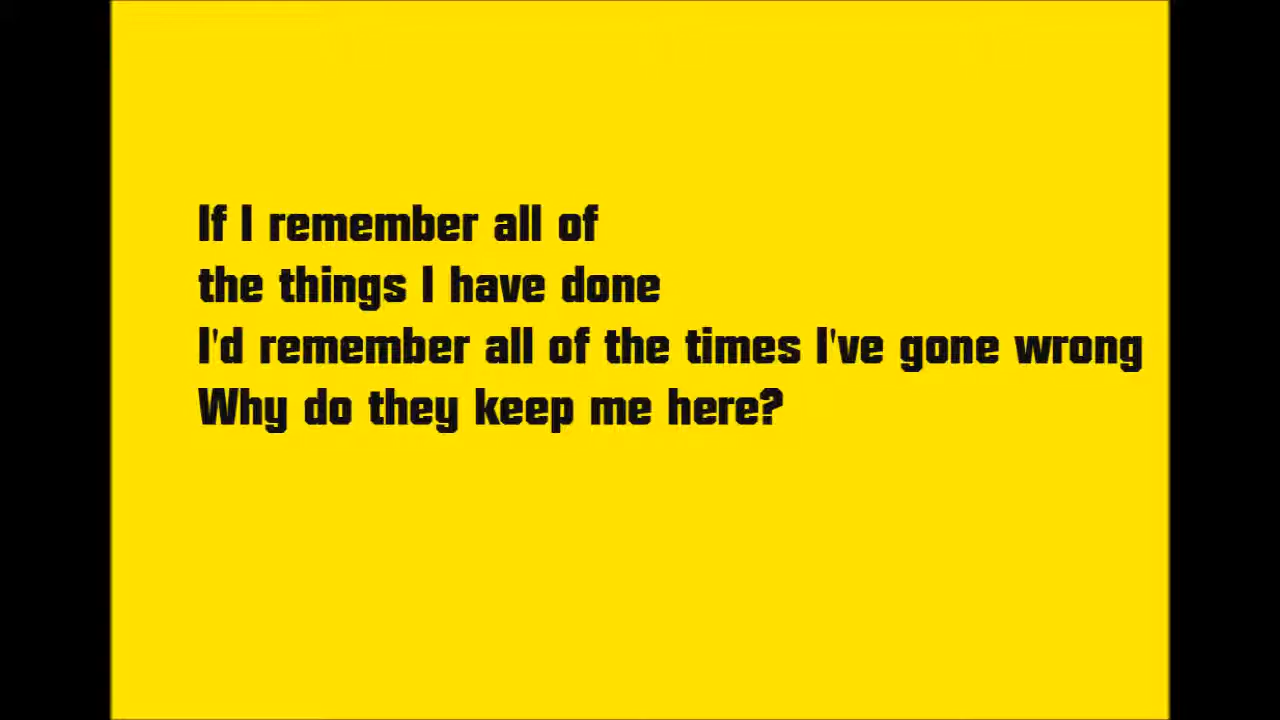 If I remember all of
the things I have done
I'd remember all of the times I've gone wrong
Why do they keep me here?